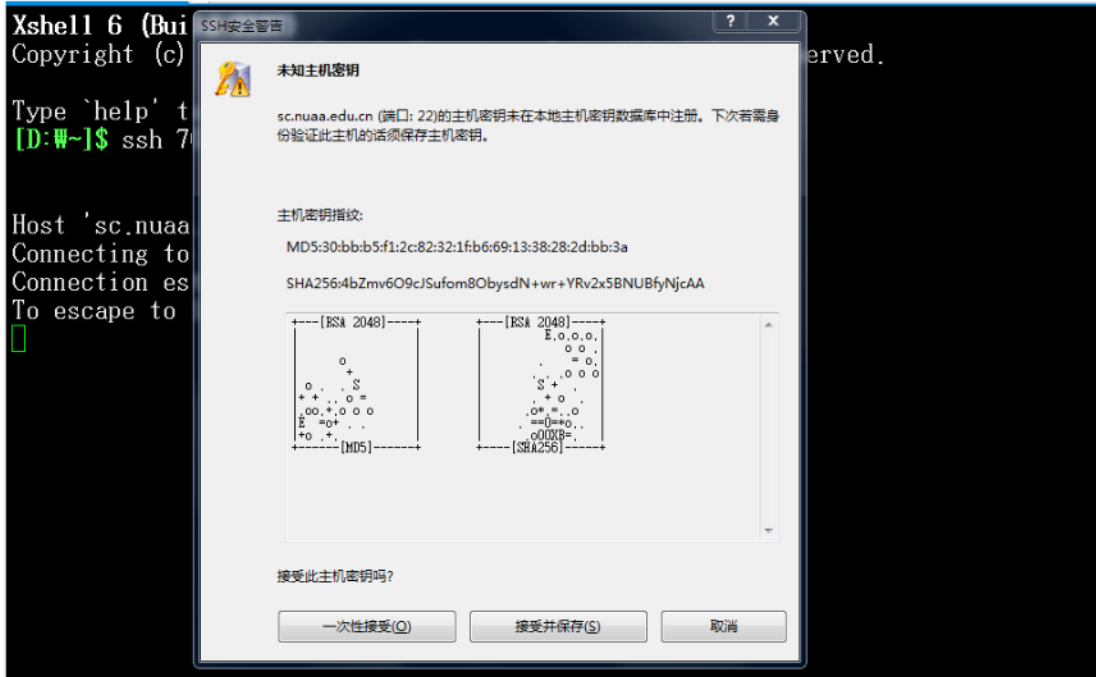 Xshell 6 (Bui
Copyright (c)
erved.
Type `help' t
[D:₩~]$ ssh 7
Host 'sc.nuaa
Connecting to
Connection es
To escape to
SSH安全警告
未知主机密钥
sc.nuaa.edu.cn (端口: 22)的主机密钥未在本地主机密钥数据库中注册。下次若需身
份验证此主机的话须保存主机密钥。
主机密钥指纹:
MD5:30:bb:b5:f1:2c:82:32:1f:b6:69:13:38:28:2d:bb:3a
SHA256:4bZmv6O9cJSufom8ObysdN+wr+YRv2x5BNUBfyNjcAA
+---[RSA 2048]----+ +---[RSA 2048]----+
+------[MD5]------+ +----[SHA256]-----+
接受此主机密钥吗?
一次性接受(O) 接受并保存(S) 取消